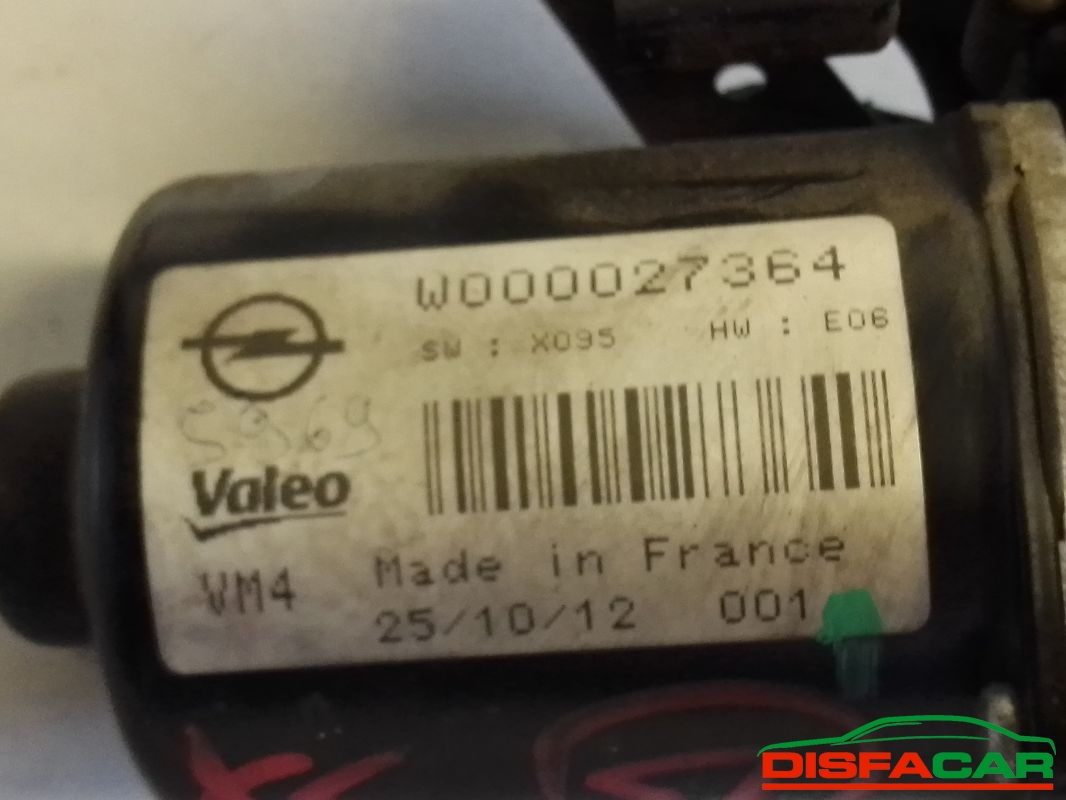 W000027364
SW : X095 HW : E06
Valeo
VM4
Made in France
25/10/12 001
DISFACAR